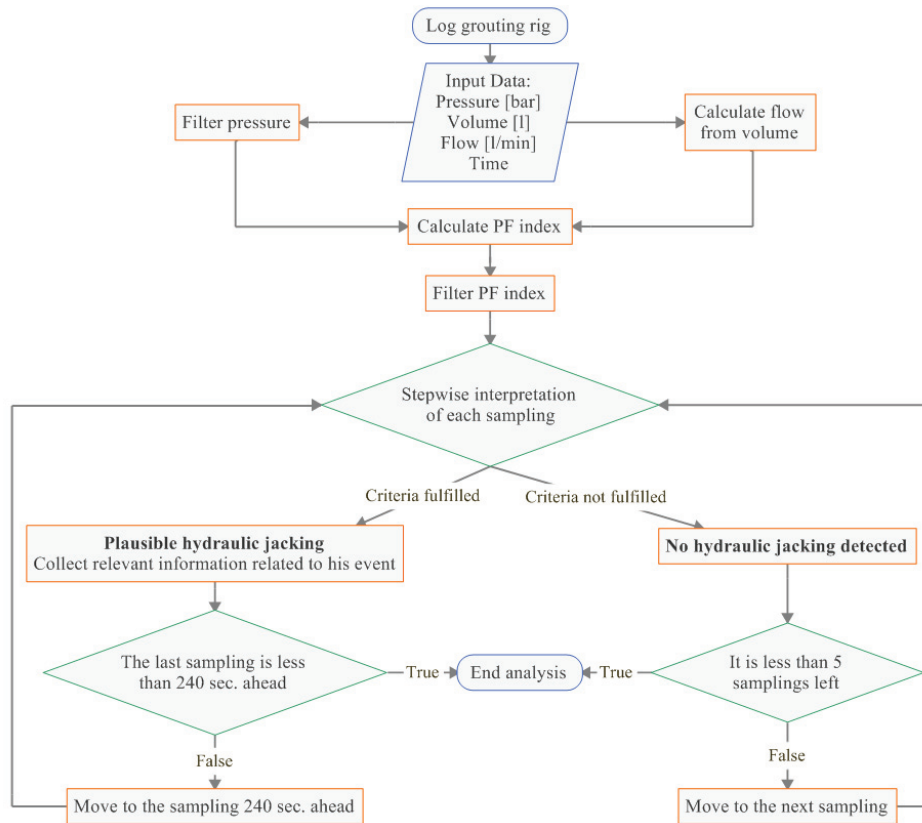 Log grouting rig
Input Data:
Pressure [bar]
Volume [l]
Flow [l/min]
Time
Filter pressure
Calculate flow
from volume
Calculate PF index
Filter PF index
Stepwise interpretation
of each sampling
Criteria fulfilled
Criteria not fulfilled
Plausible hydraulic jacking
Collect relevant information related to his event
No hydraulic jacking detected
The last sampling is less
than 240 sec. ahead
True
End analysis
True
It is less than 5
samplings left
False
False
Move to the sampling 240 sec. ahead
Move to the next sampling